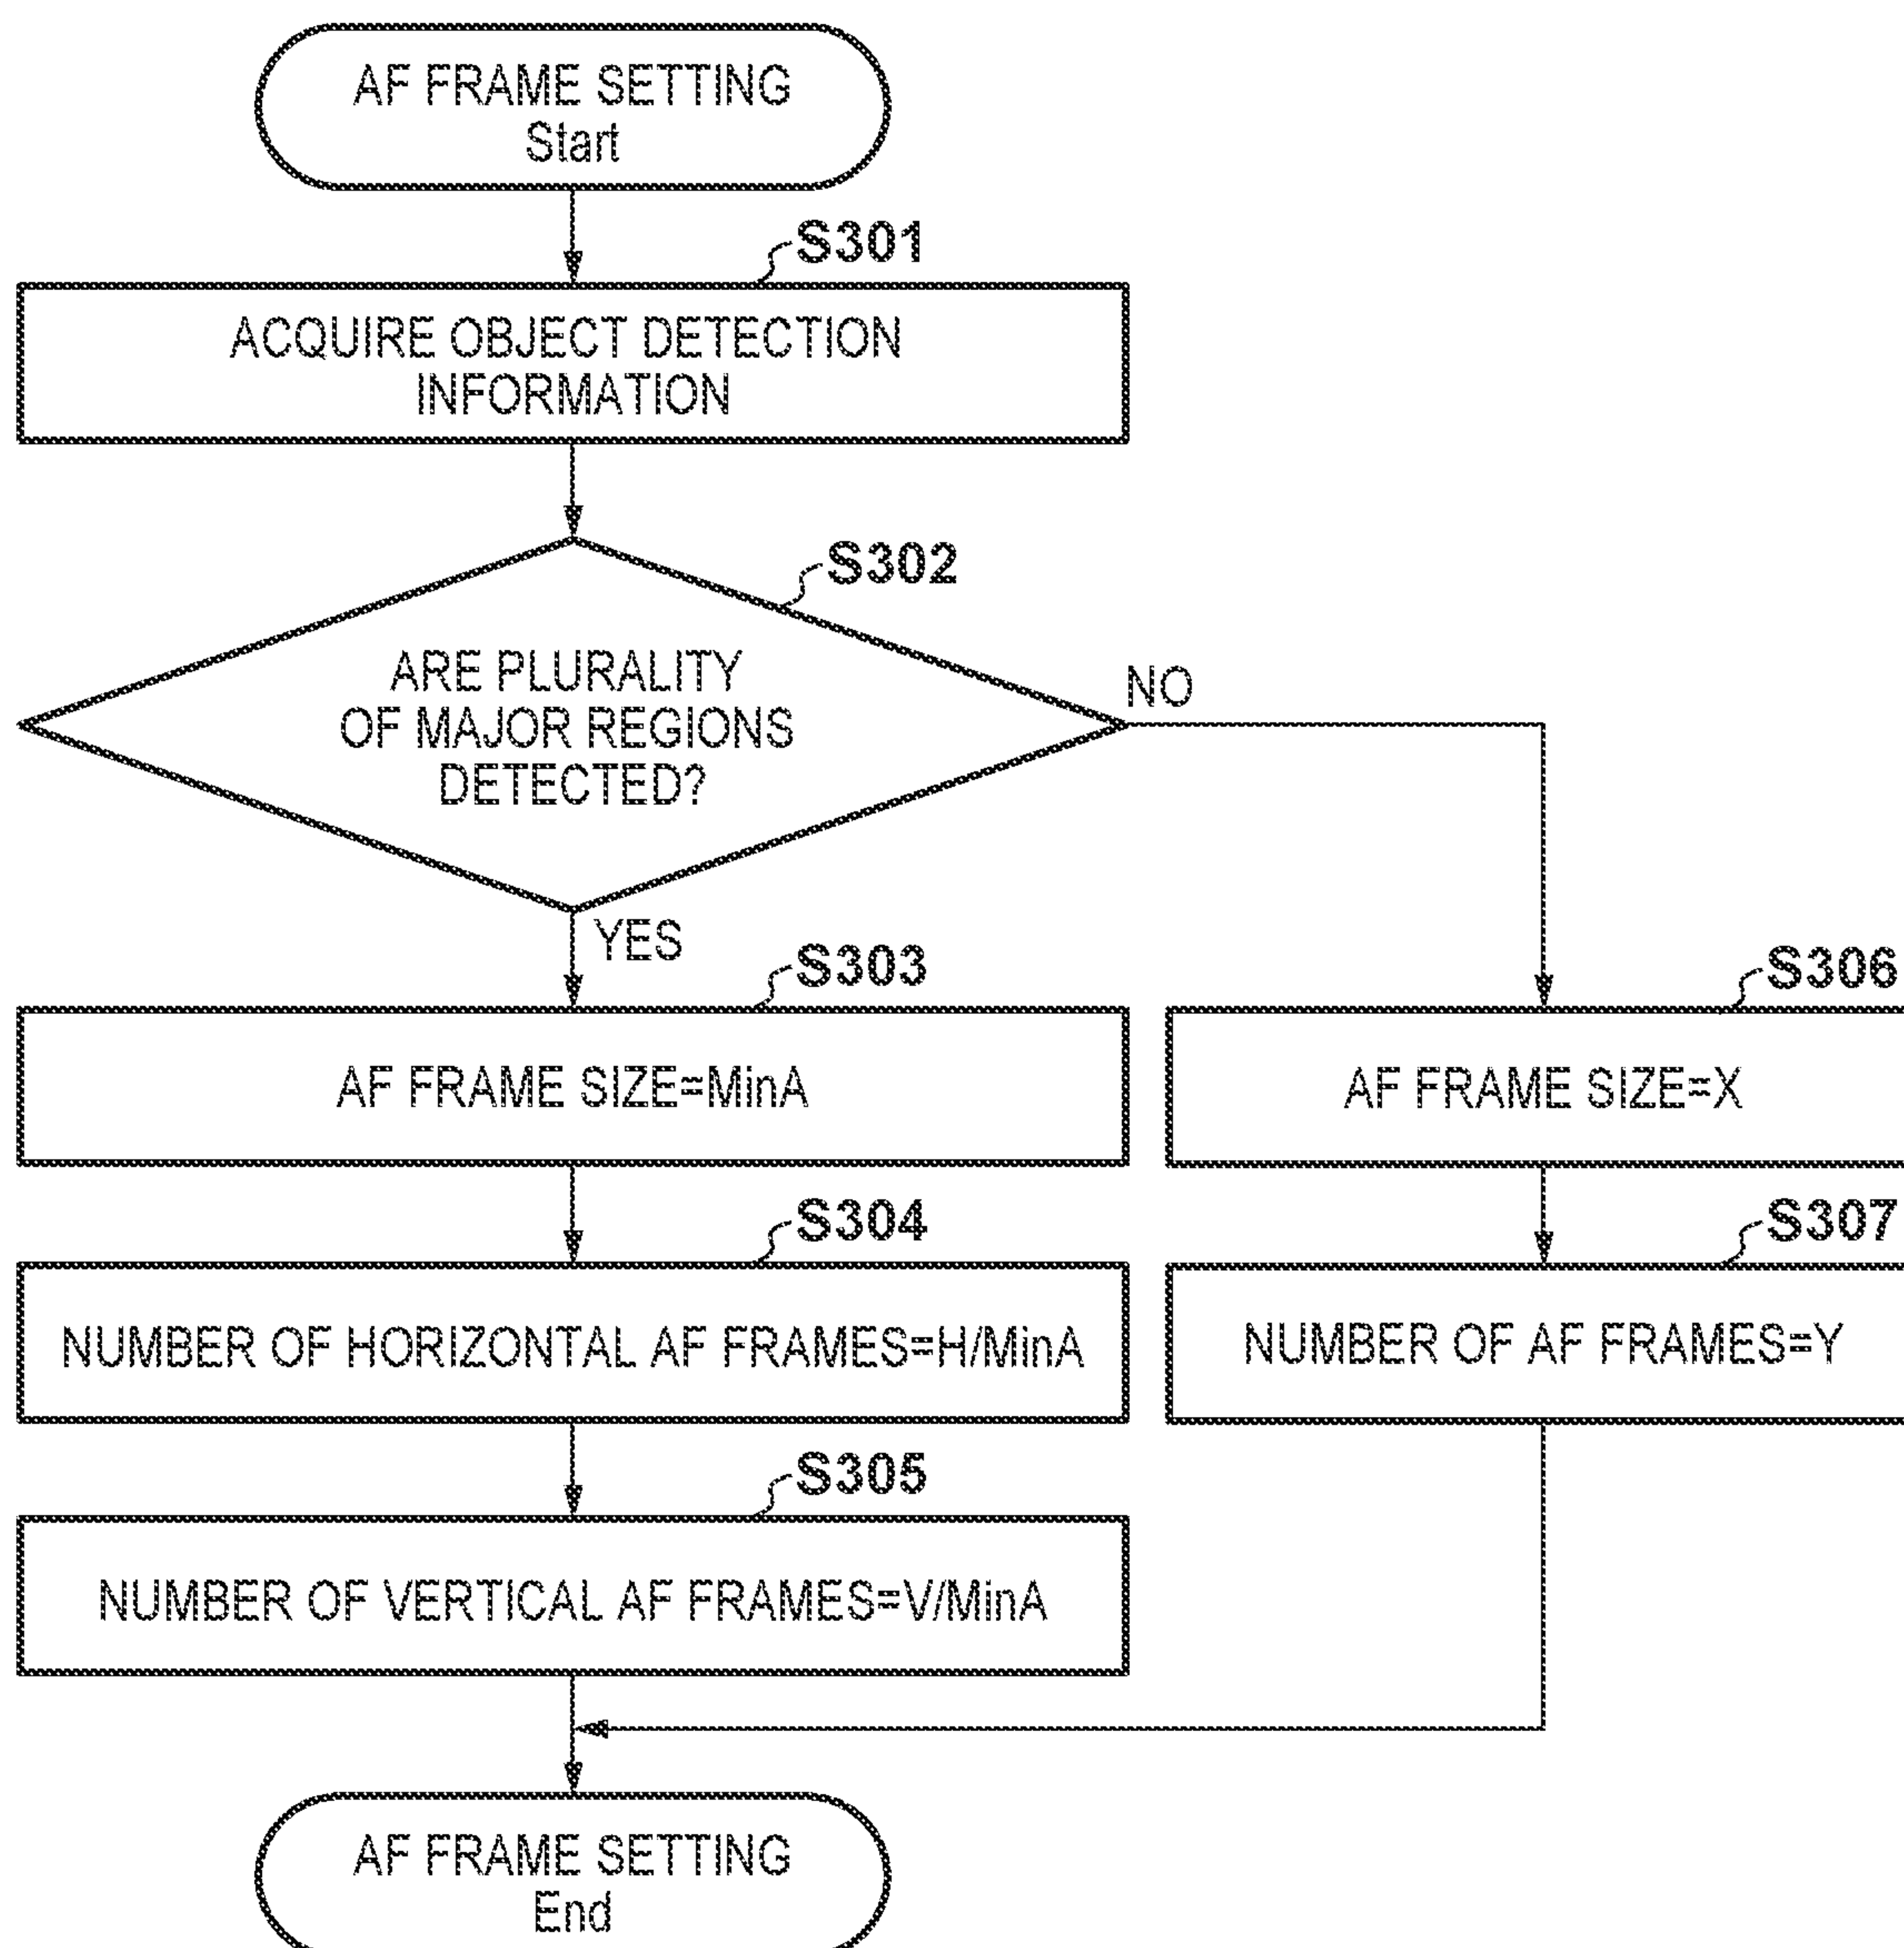 AF FRAME SETTING
Start
S301
ACQUIRE OBJECT DETECTION
INFORMATION
S302
ARE PLURALITY
OF MAJOR REGIONS
DETECTED?
NO
YES
S303
AF FRAME SIZE=MinA
S306
AF FRAME SIZE=X
S304
NUMBER OF HORIZONTAL AF FRAMES=H/MinA
S307
NUMBER OF AF FRAMES=Y
S305
NUMBER OF VERTICAL AF FRAMES=V/MinA
AF FRAME SETTING
End